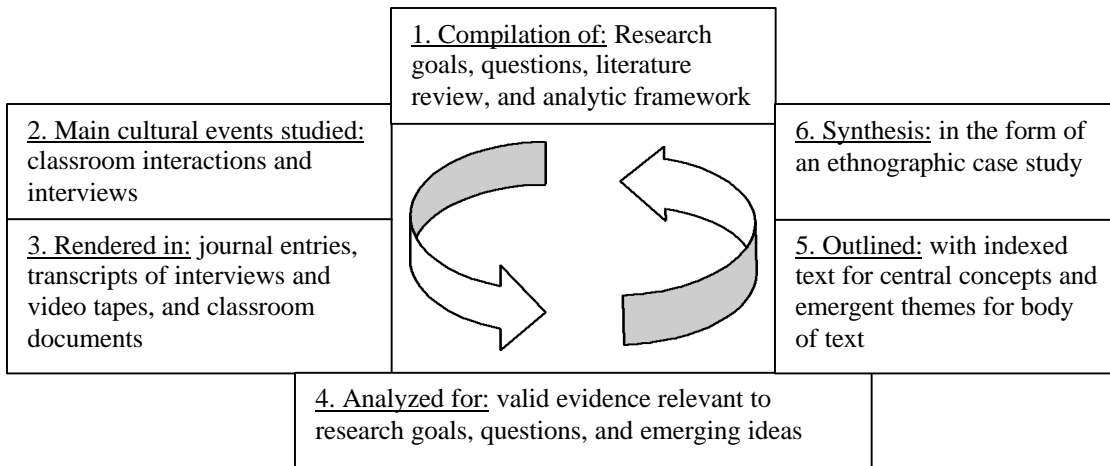 1. Compilation of: Research
goals, questions, literature
review, and analytic framework
2. Main cultural events studied:
classroom interactions and
interviews
3. Rendered in: journal entries,
transcripts of interviews and
video tapes, and classroom
documents
4. Analyzed for: valid evidence relevant to
research goals, questions, and emerging ideas
5. Outlined: with indexed
text for central concepts and
emergent themes for body
of text
6. Synthesis: in the form of
an ethnographic case study